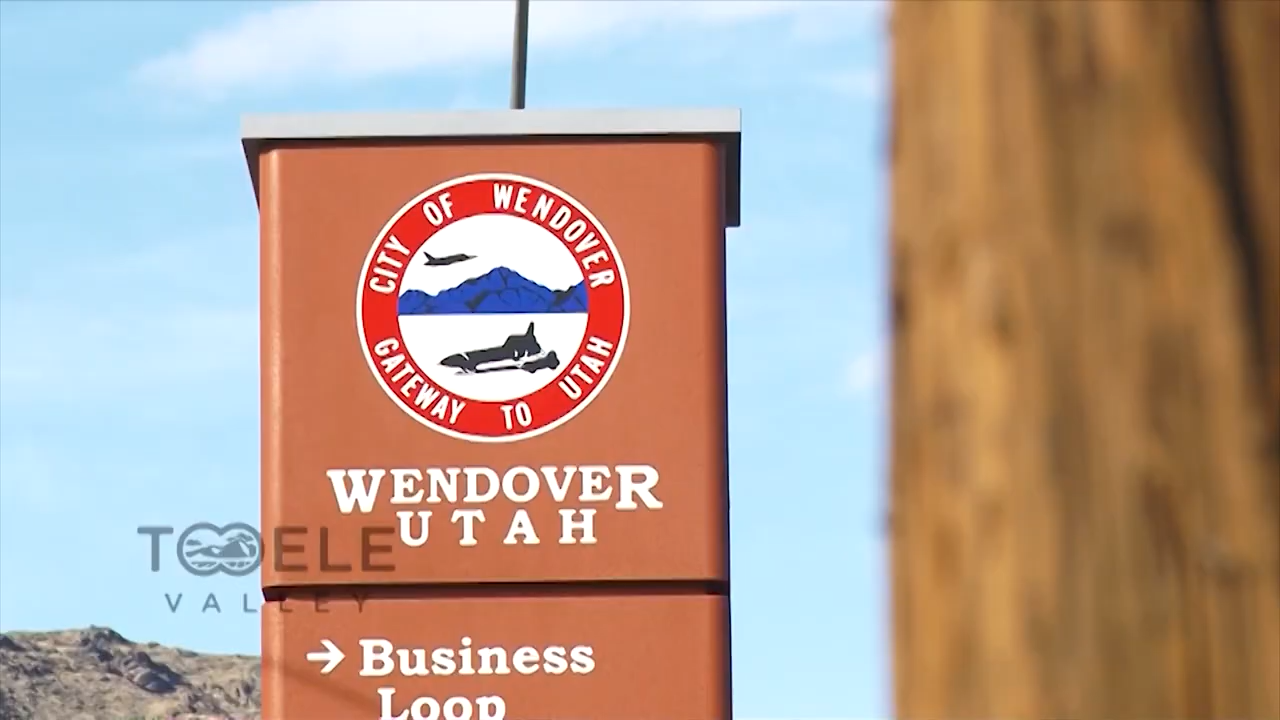 CITY OF WENDOVER
GATEWAY TO UTAH
WENDOVER
UTAH
TOOELE
VALLEY
→ Business
Loop